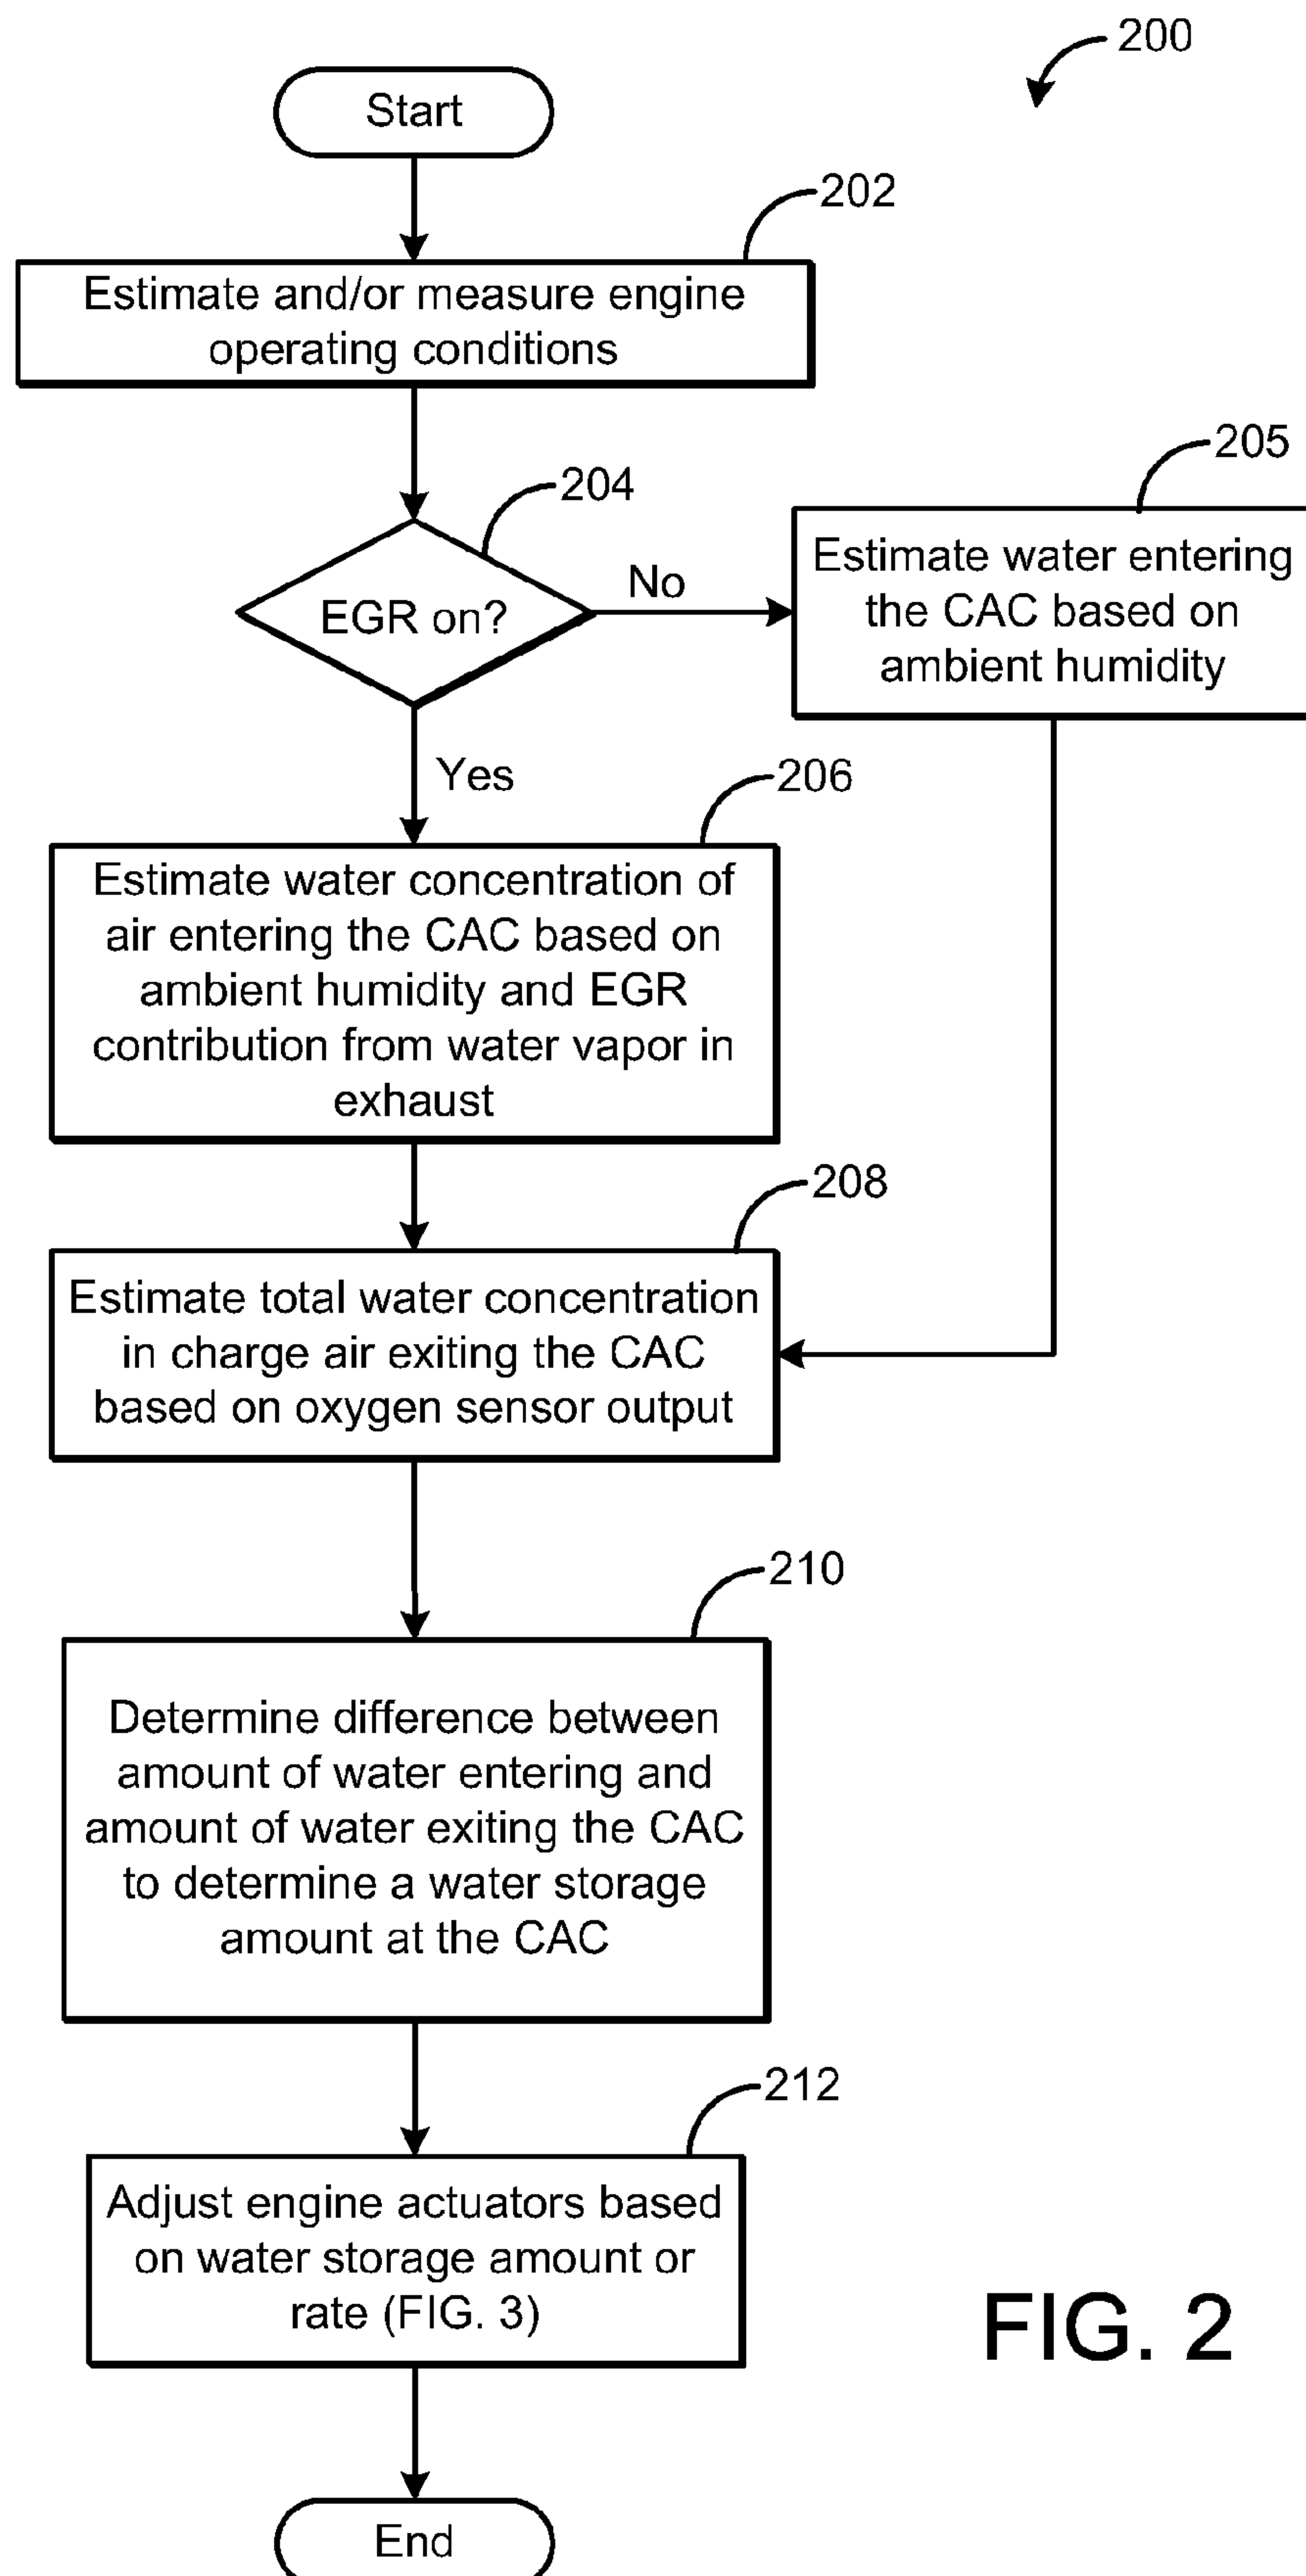 200
Start
202
Estimate and/or measure engine
operating conditions
204
EGR on?
No
205
Estimate water entering
the CAC based on
ambient humidity
Yes
206
Estimate water concentration of
air entering the CAC based on
ambient humidity and EGR
contribution from water vapor in
exhaust
208
Estimate total water concentration
in charge air exiting the CAC
based on oxygen sensor output
210
Determine difference between
amount of water entering and
amount of water exiting the CAC
to determine a water storage
amount at the CAC
212
Adjust engine actuators based
on water storage amount or
rate (FIG. 3)
End
FIG. 2